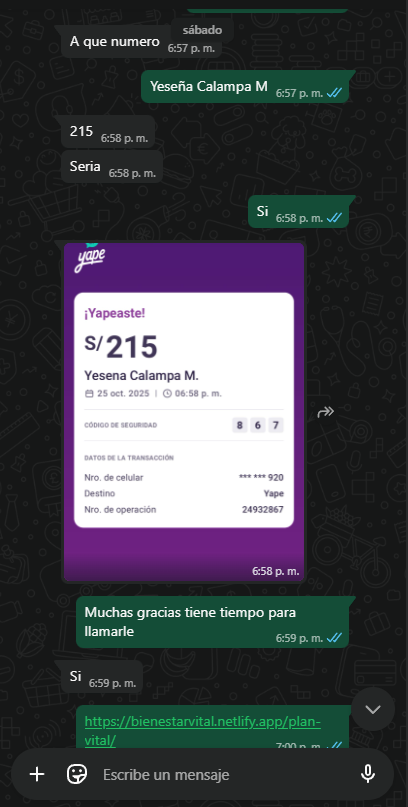 sábado
A que numero 6:57 p. m.
Yeseña Calampa M 6:57 p. m.
215 6:58 p. m.
Seria 6:58 p. m.
Si 6:58 p. m.
yape
¡Yapeaste!
S/215
Yesena Calampa M.
25 oct. 2025 | 06:58 p. m.
CÓDIGO DE SEGURIDAD 8 6 7
DATOS DE LA TRANSACCIÓN
Nro. de celular *** *** 920
Destino Yape
Nro. de operación 24932867
6:58 p. m.
Muchas gracias tiene tiempo para
llamarle 6:59 p. m.
Si 6:59 p. m.
https://bienestarvital.netlify.app/plan-
vital/ 7:00 p. m.
Escribe un mensaje